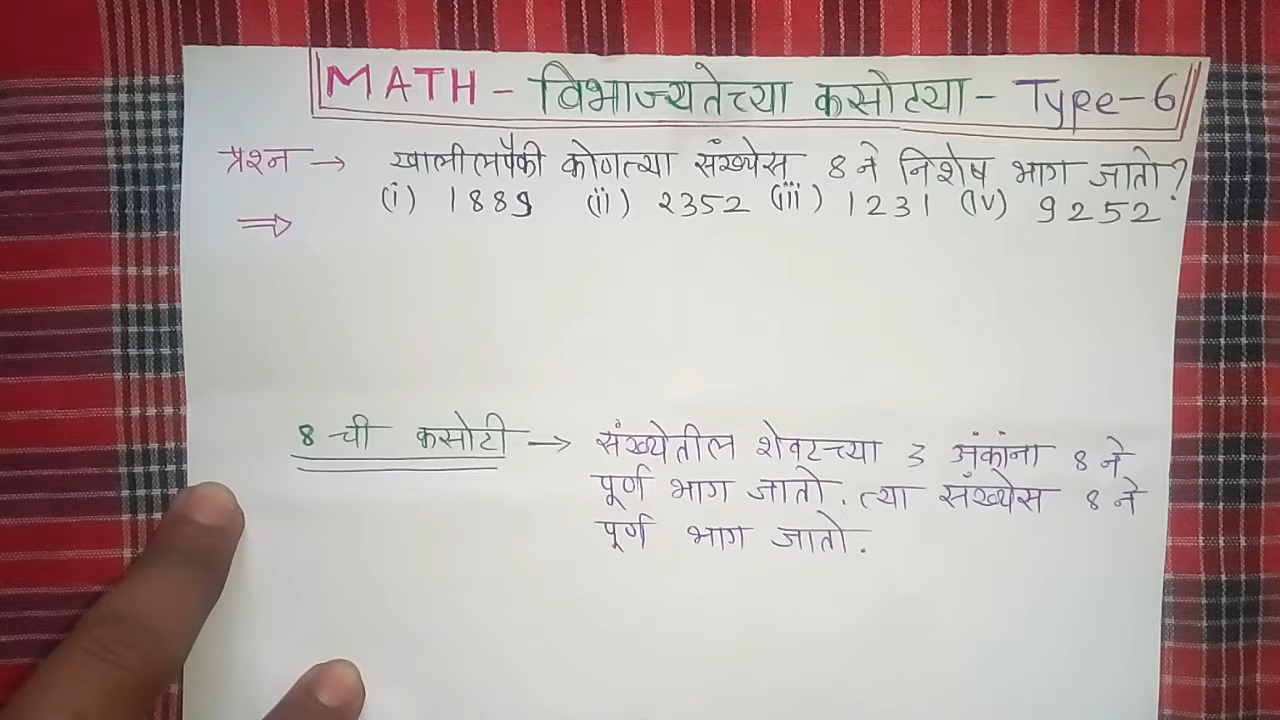 MATH - विभाज्यतेच्या कसोट्या - Type-6
प्रश्न → खालीलपैकी कोणत्या संख्येस 8 ने निशेष भाग जातो?
⇒ (i) 1889 (ii) 2352 (iii) 1231 (iv) 9252
8 ची कसोटी → संख्येतील शेवटच्या 3 अंकांना 8 ने
पूर्ण भाग जातो. त्या संख्येस 8 ने
पूर्ण भाग जातो.